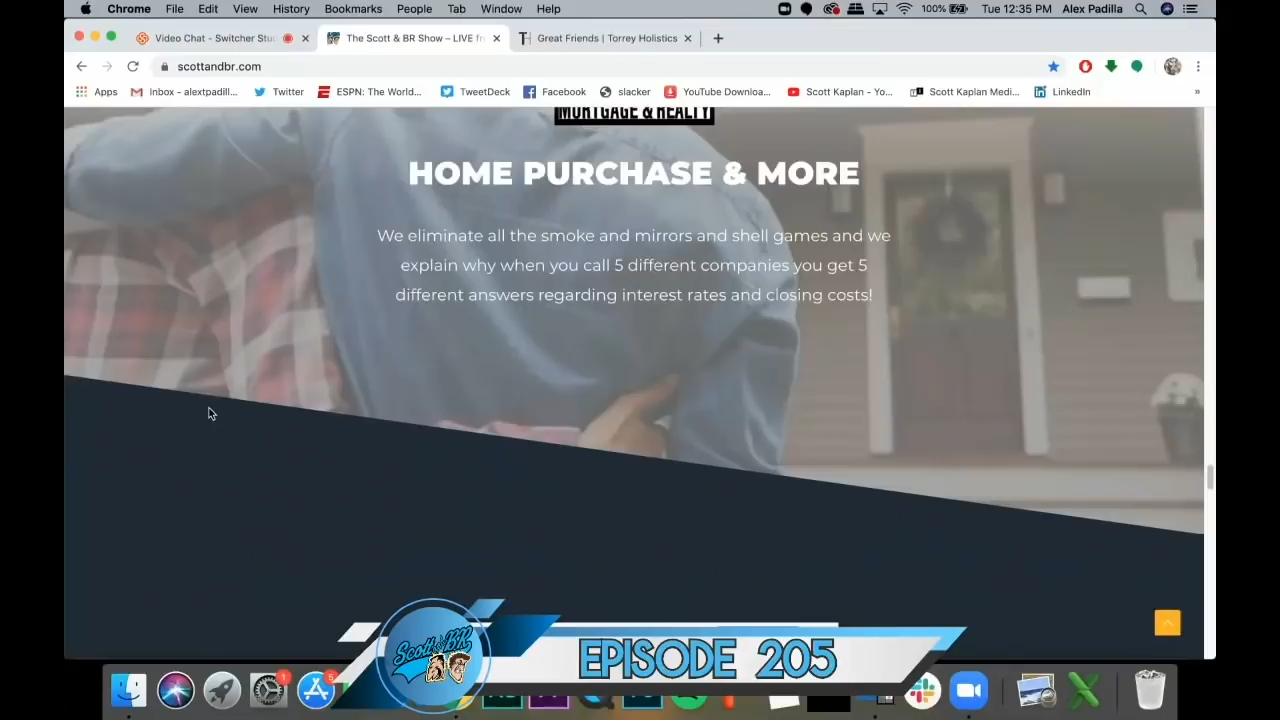 Chrome File Edit View History Bookmarks People Tab Window Help 100% Tue 12:35 PM Alex Padilla
Video Chat - Switcher Stu The Scott & BR Show – LIVE fr Great Friends | Torrey Holistics
scottandbr.com
Apps Inbox - alextpadill... Twitter ESPN: The World... TweetDeck Facebook slacker YouTube Downloa... Scott Kaplan - Yo... Scott Kaplan Medi... LinkedIn »
MORTGAGE & REALTY
HOME PURCHASE & MORE
We eliminate all the smoke and mirrors and shell games and we
explain why when you call 5 different companies you get 5
different answers regarding interest rates and closing costs!
Scott & BR
EPISODE 205
1
5